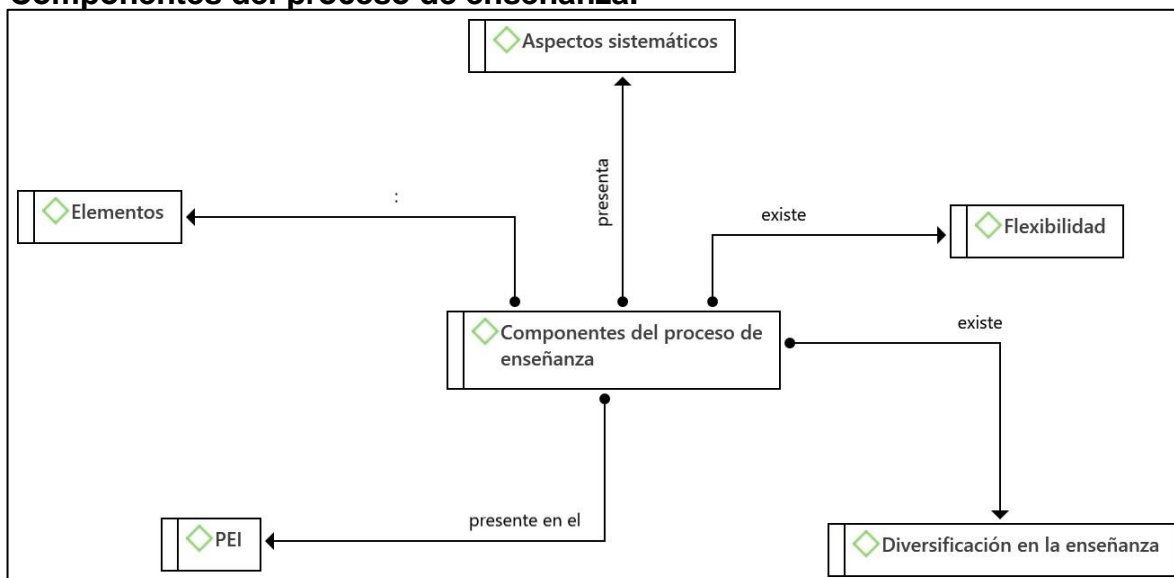 Componentes del proceso de enseñanza.
Aspectos sistemáticos
presenta
:
Elementos
existe
Flexibilidad
Componentes del proceso de
enseñanza
existe
presente en el
PEI
Diversificación en la enseñanza